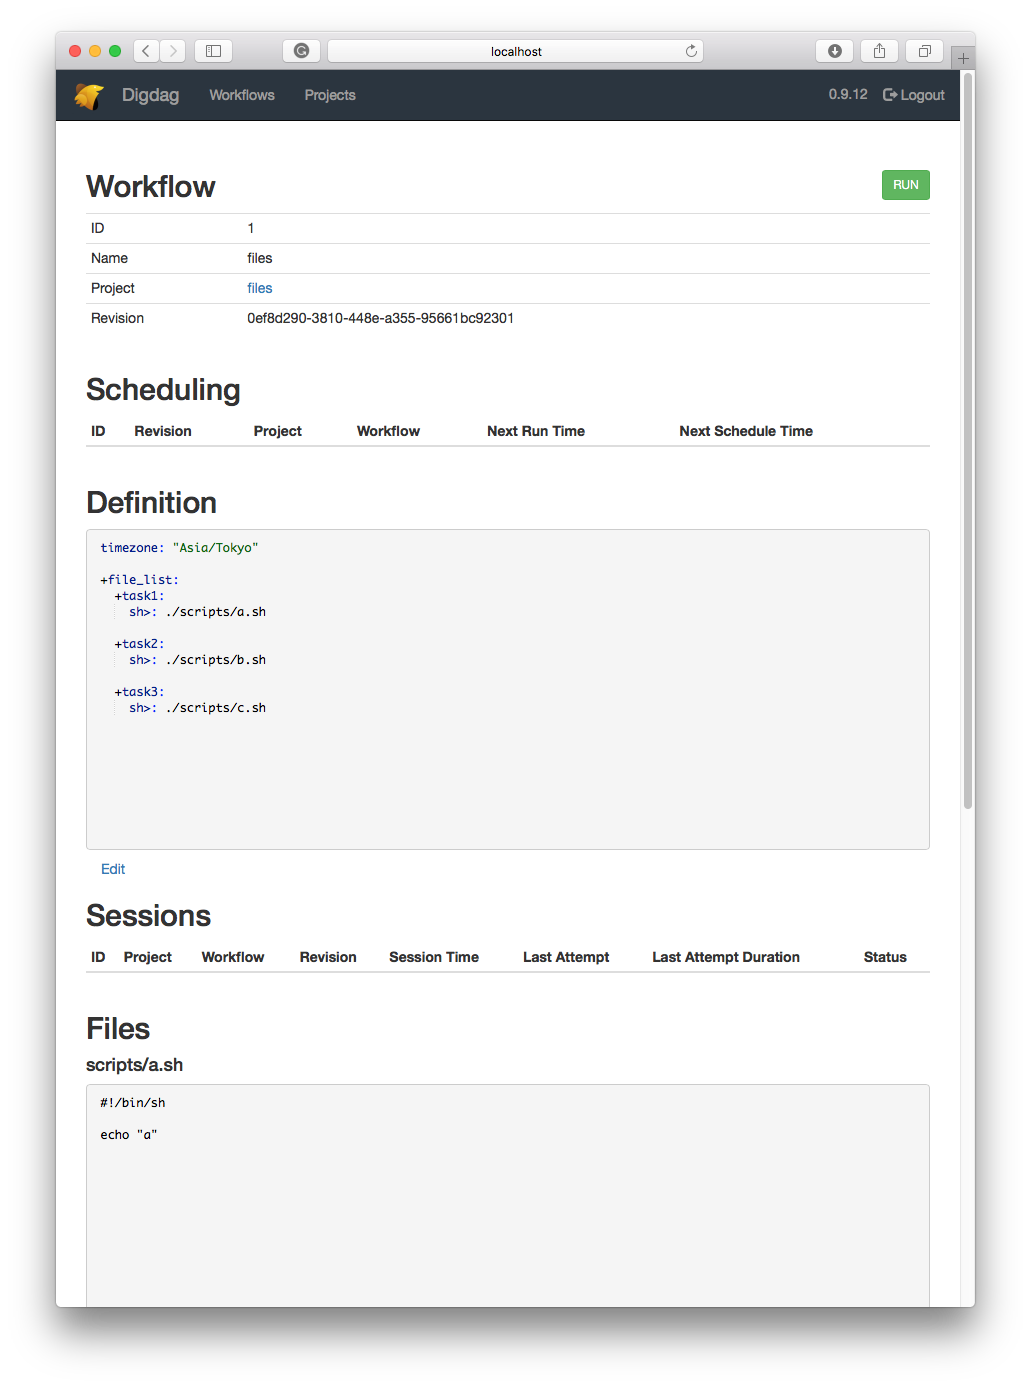 localhost
Digdag Workflows Projects 0.9.12 Logout
Workflow RUN
ID 1
Name files
Project files
Revision 0ef8d290-3810-448e-a355-95661bc92301
Scheduling
ID Revision Project Workflow Next Run Time Next Schedule Time
Definition
timezone: "Asia/Tokyo"
+file_list:
+task1:
sh>: ./scripts/a.sh
+task2:
sh>: ./scripts/b.sh
+task3:
sh>: ./scripts/c.sh
Edit
Sessions
ID Project Workflow Revision Session Time Last Attempt Last Attempt Duration Status
Files
scripts/a.sh
#!/bin/sh
echo "a"